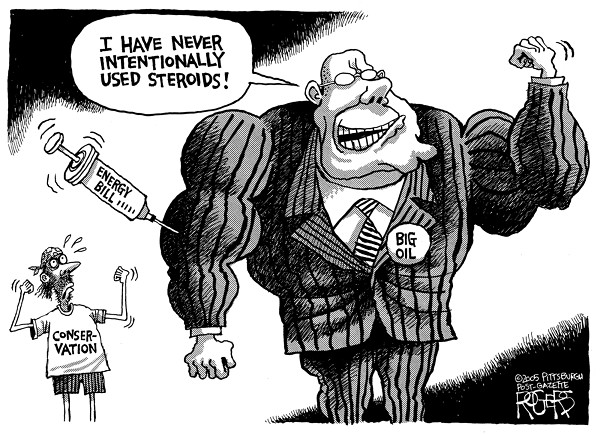 I HAVE NEVER
INTENTIONALLY
USED STEROIDS!
ENERGY
BILL
BIG
OIL
CONSER-
VATION
©2005 PITTSBURGH
POST-GAZETTE
ROGERS